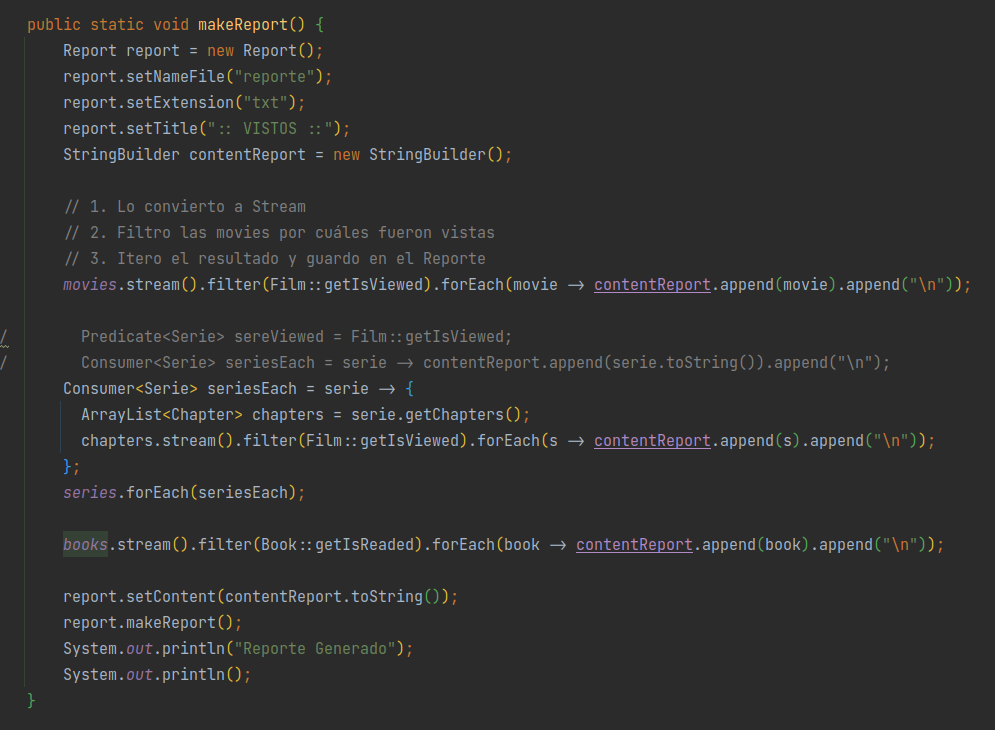 public static void makeReport() {
Report report = new Report();
report.setNameFile("reporte");
report.setExtension("txt");
report.setTitle(":: VISTOS ::");
StringBuilder contentReport = new StringBuilder();
// 1. Lo convierto a Stream
// 2. Filtro las movies por cuáles fueron vistas
// 3. Itero el resultado y guardo en el Reporte
movies.stream().filter(Film::getIsViewed).forEach(movie -> contentReport.append(movie).append("\n"));
/ Predicate<Serie> sereViewed = Film::getIsViewed;
/ Consumer<Serie> seriesEach = serie -> contentReport.append(serie.toString()).append("\n");
Consumer<Serie> seriesEach = serie -> {
ArrayList<Chapter> chapters = serie.getChapters();
chapters.stream().filter(Film::getIsViewed).forEach(s -> contentReport.append(s).append("\n"));
};
series.forEach(seriesEach);
books.stream().filter(Book::getIsReaded).forEach(book -> contentReport.append(book).append("\n"));
report.setContent(contentReport.toString());
report.makeReport();
System.out.println("Reporte Generado");
System.out.println();
}